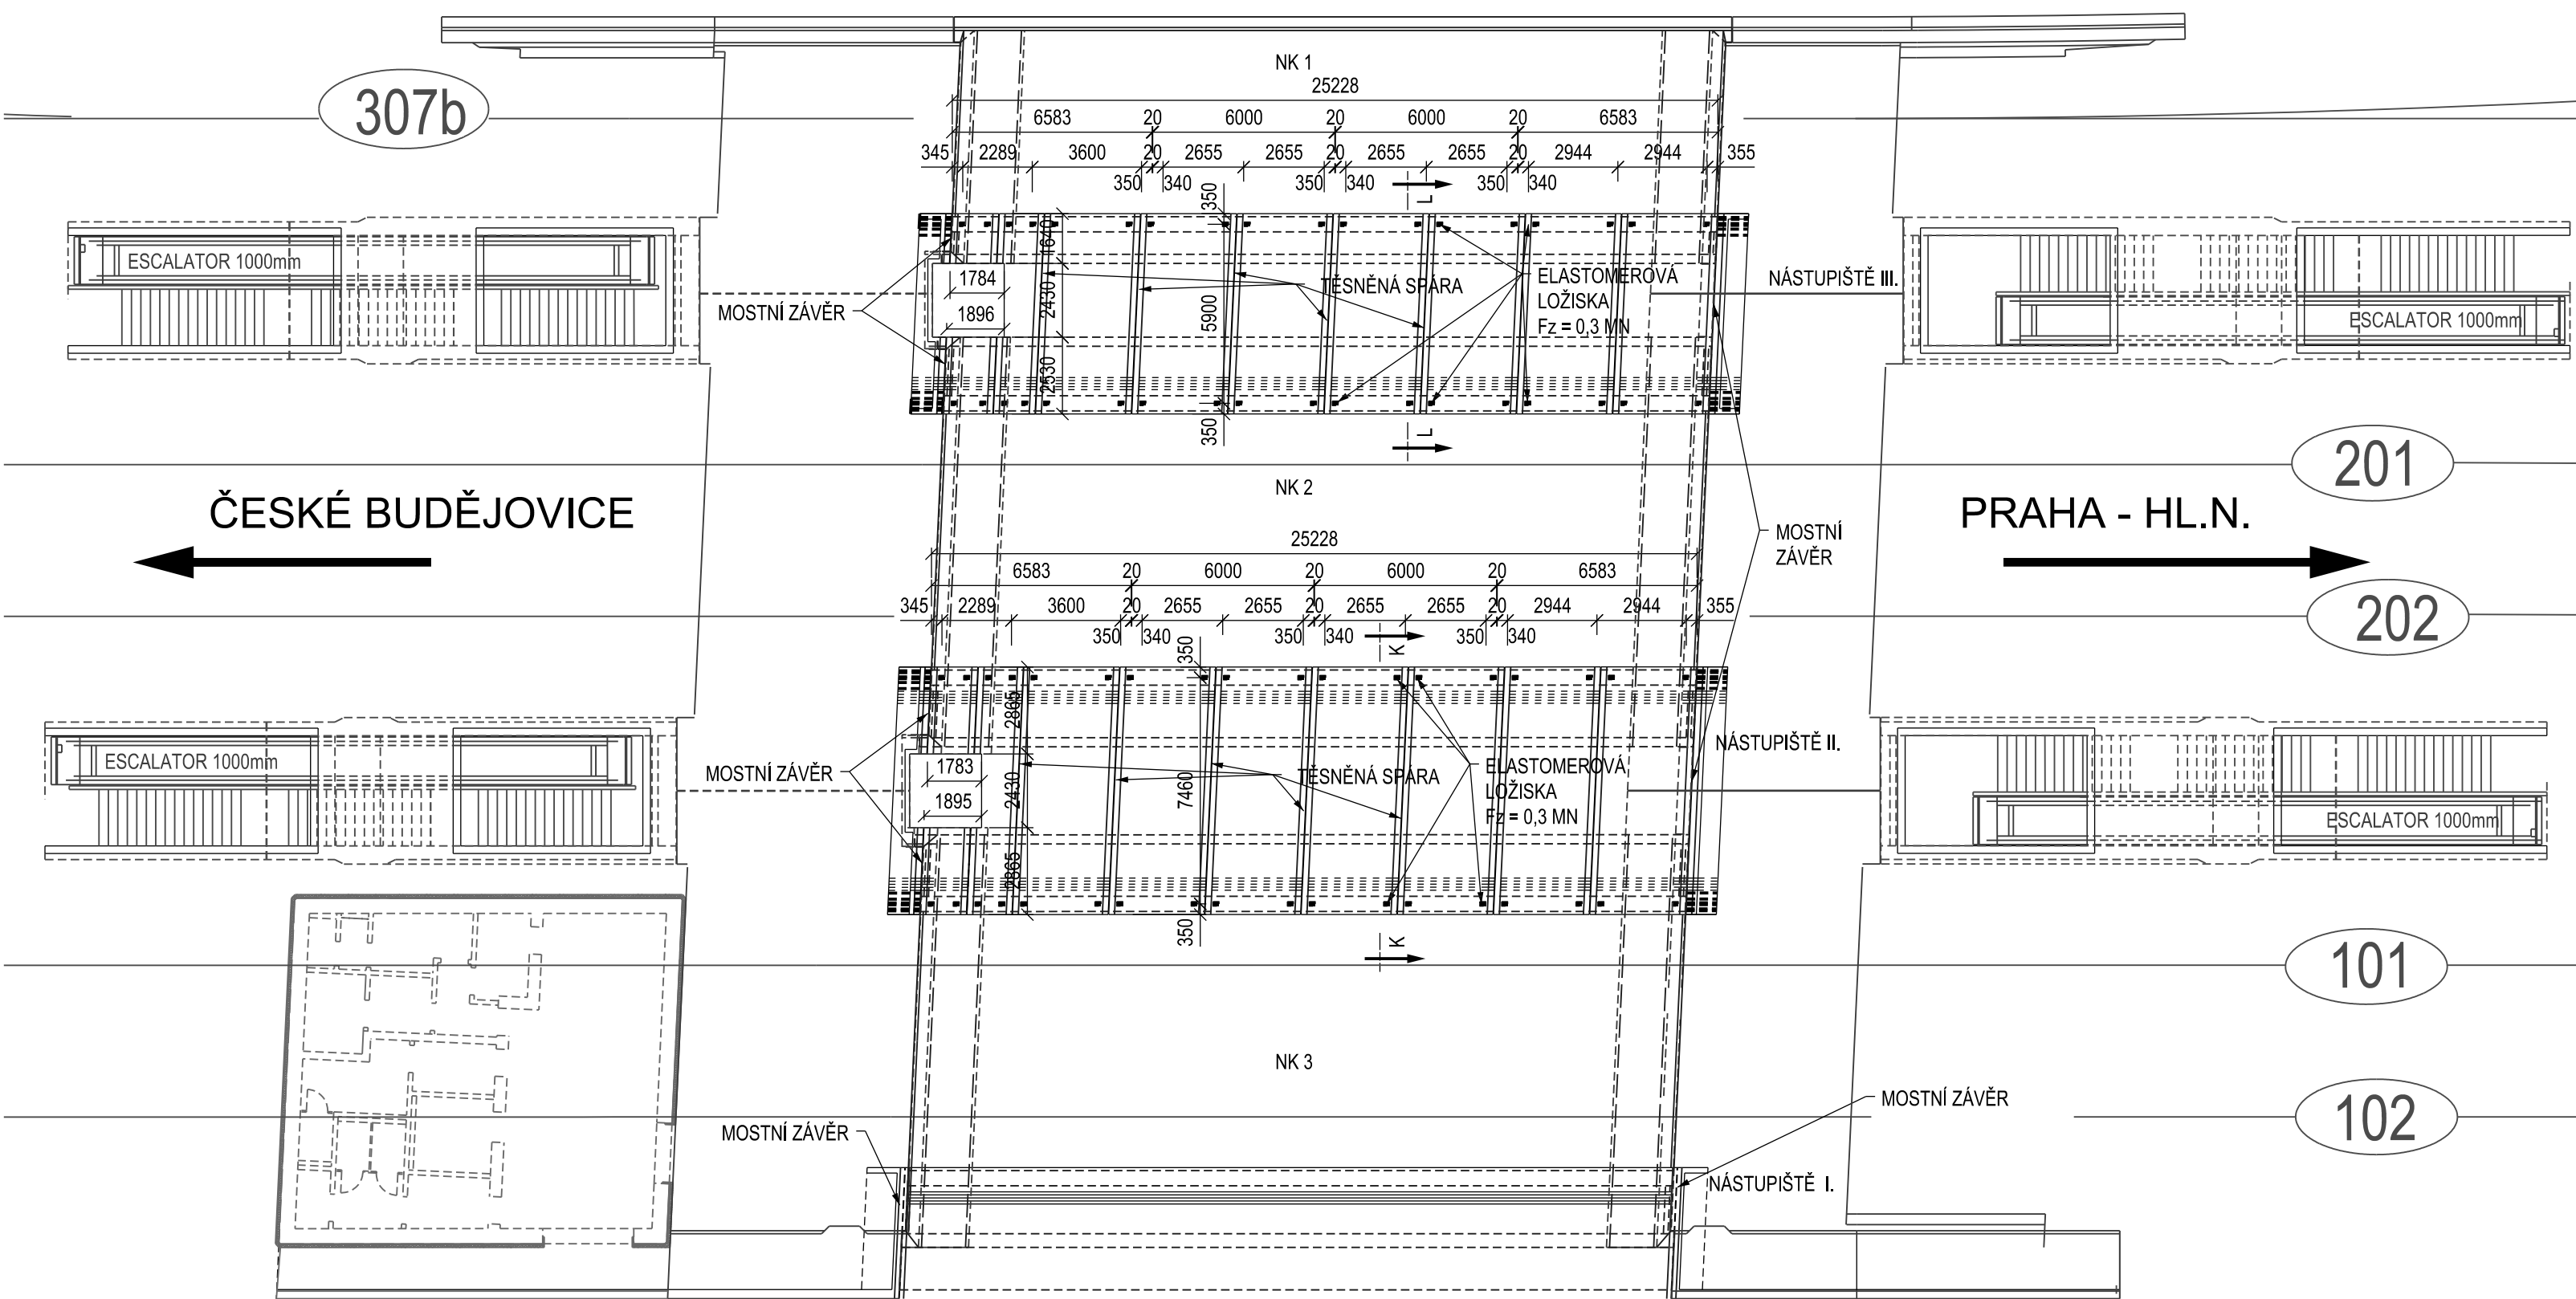 NK 1
25228
307b
6583 20 6000 20 6000 20 6583
345 2289 3600 20 2655 2655 20 2655 2655 20 2944 2944 355
350 340 350 340 350 340
350
L
1640
ESCALATOR 1000mm
1784
TĚSNĚNÁ SPÁRA
ELASTOMEROVÁ
LOŽISKA
Fz = 0,3 MN
NÁSTUPIŠTĚ III.
2430
5900
MOSTNÍ ZÁVĚR
1896
ESCALATOR 1000mm
2530
350
L
201
NK 2
ČESKÉ BUDĚJOVICE
PRAHA - HL.N.
25228
MOSTNÍ
ZÁVĚR
6583 20 6000 20 6000 20 6583
345 2289 3600 20 2655 2655 20 2655 2655 20 2944 2944 355
202
350 340 350 340 350 340
350
K
2865
NÁSTUPIŠTĚ II.
ESCALATOR 1000mm
MOSTNÍ ZÁVĚR
1783
TĚSNĚNÁ SPÁRA
ELASTOMEROVÁ
LOŽISKA
Fz = 0,3 MN
2430
7460
1895
ESCALATOR 1000mm
2865
350
K
101
NK 3
MOSTNÍ ZÁVĚR
102
MOSTNÍ ZÁVĚR
NÁSTUPIŠTĚ I.